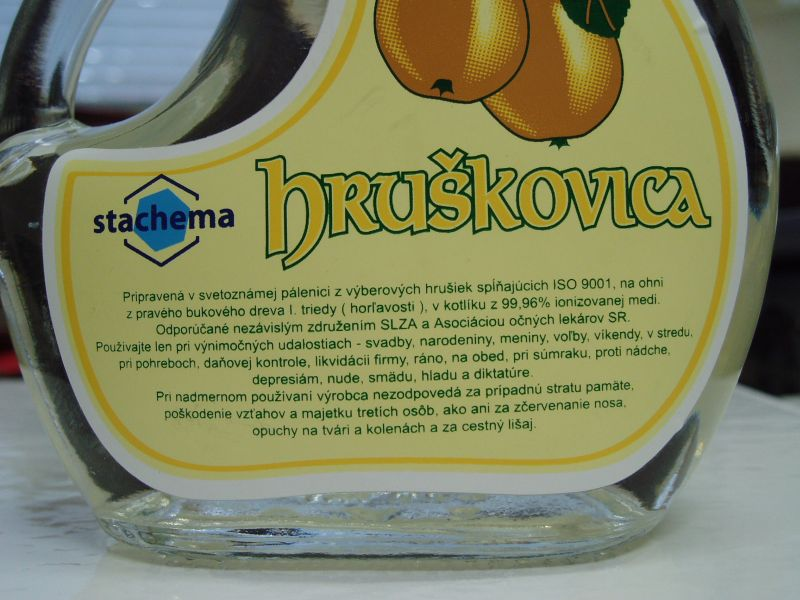 stachema
hruškovica
Pripravená v svetoznámej pálenici z výberových hrušiek spĺňajúcich ISO 9001, na ohni
z pravého bukového dreva I. triedy ( horľavosti ), v kotlíku z 99,96% ionizovanej medi.
Odporúčané nezávislým združením SLZA a Asociáciou očných lekárov SR.
Používajte len pri výnimočných udalostiach - svadby, narodeniny, meniny, voľby, víkendy, v stredu,
pri pohreboch, daňovej kontrole, likvidácii firmy, ráno, na obed, pri súmraku, proti nádche,
depresiám, nude, smädu, hladu a diktatúre.
Pri nadmernom používaní výrobca nezodpovedá za prípadnú stratu pamäte,
poškodenie vzťahov a majetku tretích osôb, ako ani za zčervenanie nosa,
opuchy na tvári a kolenách a za cestný lišaj.